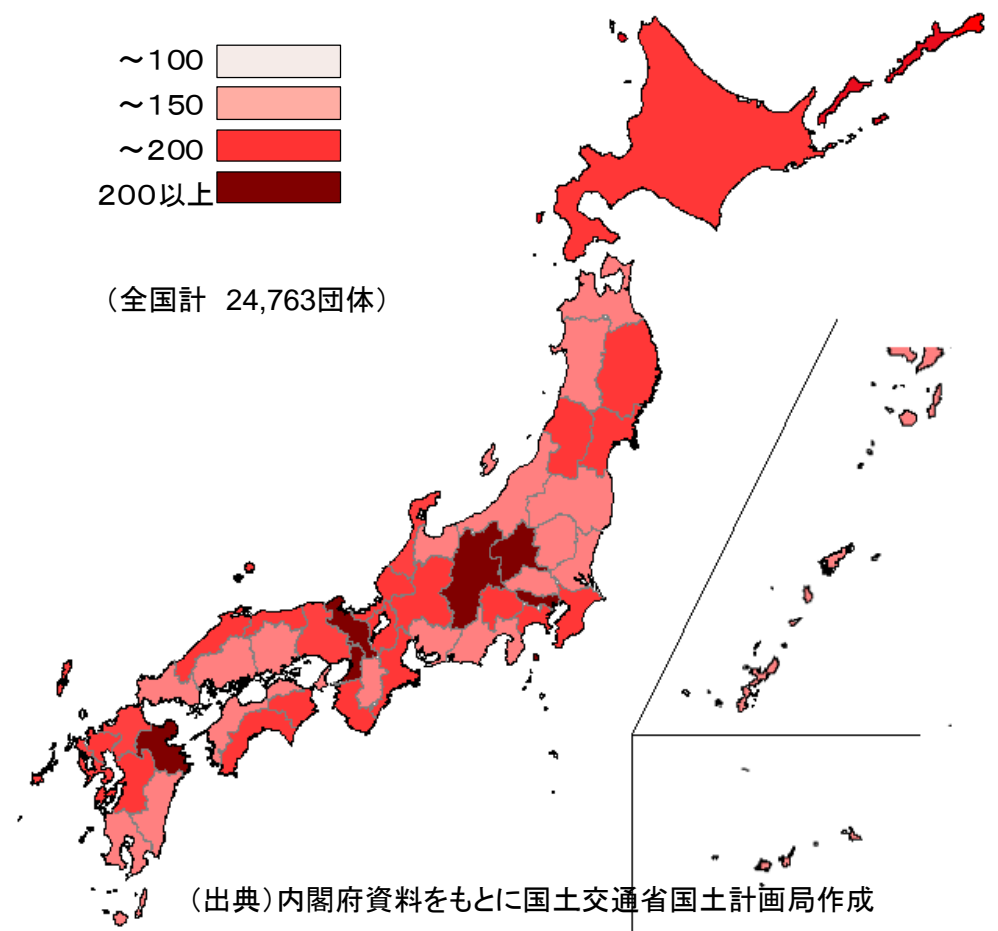 ～１００
～１５０
～２００
２００以上
（全国計　24,763団体）
（出典）内閣府資料をもとに国土交通省国土計画局作成